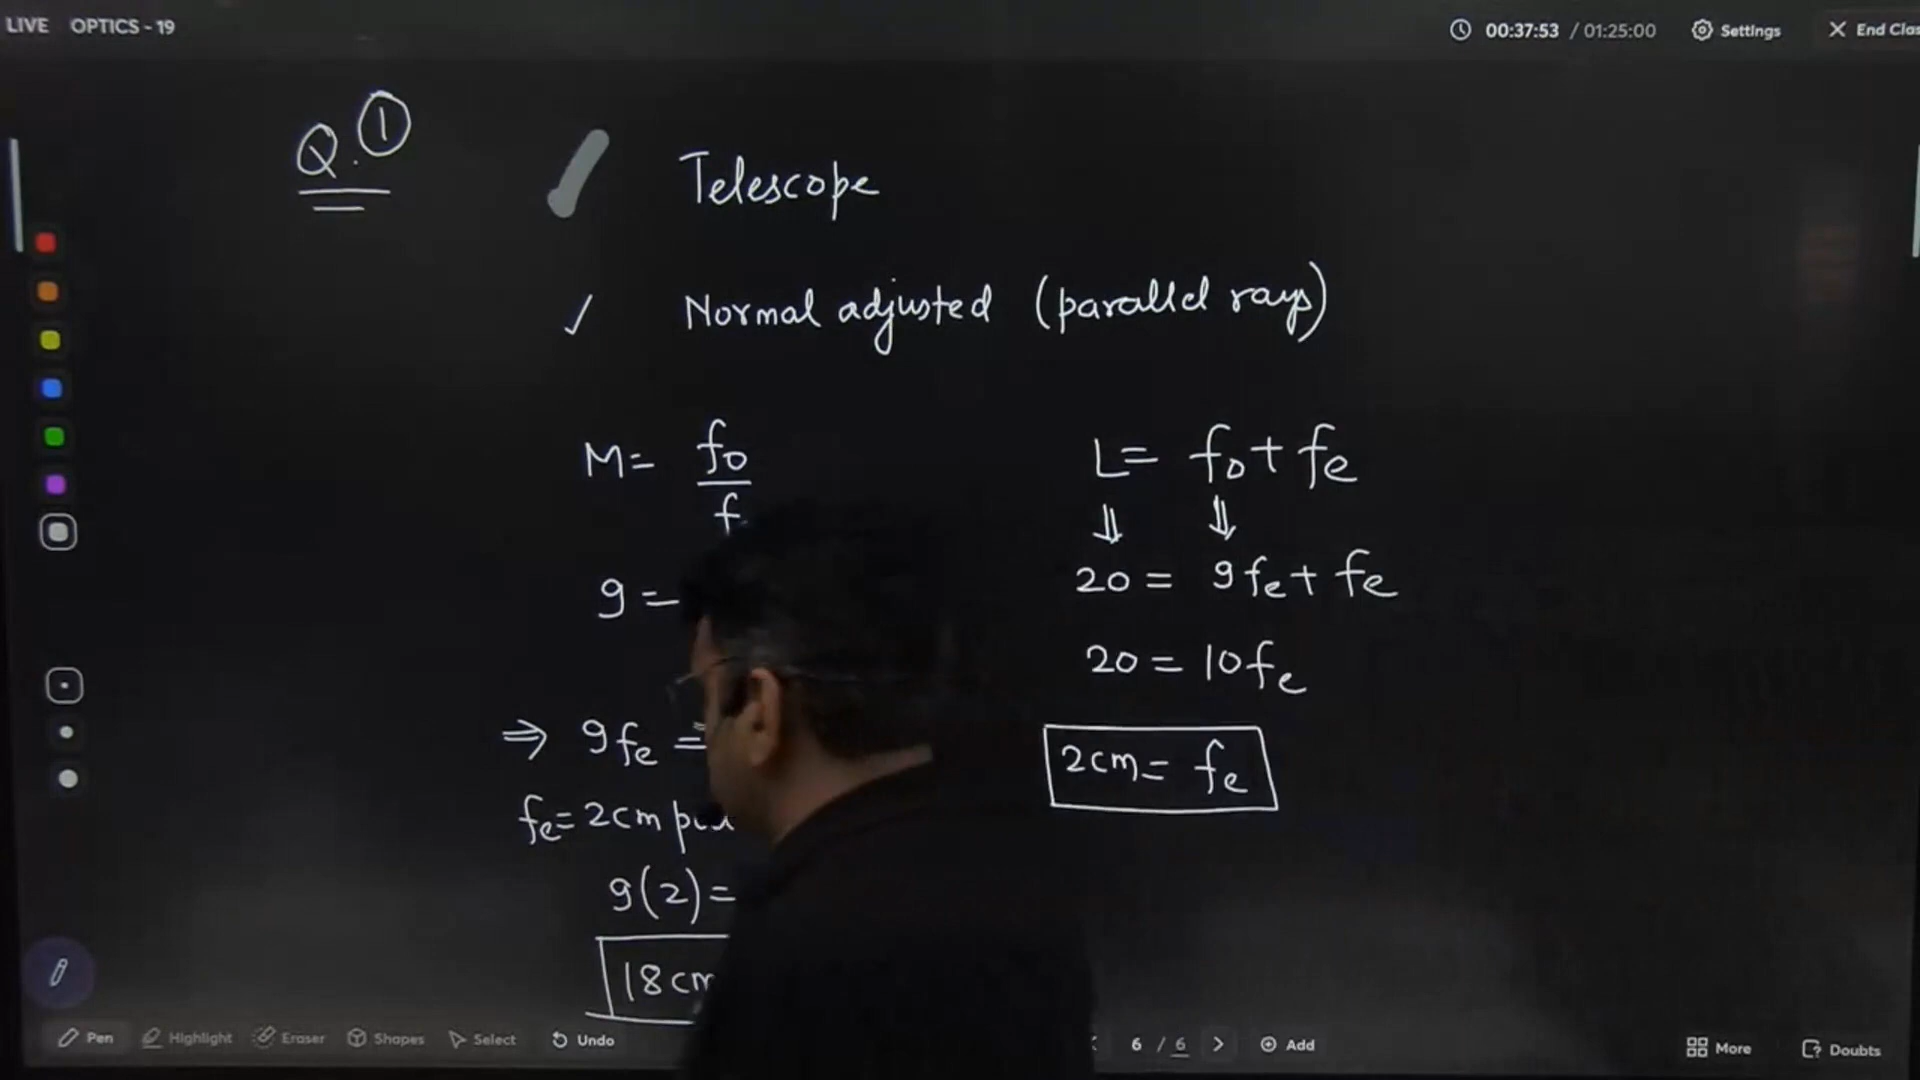 LIVE OPTICS - 19
00:37:53 / 01:25:00 Settings
Q. 1
Telescope
✓ Normal adjusted (parallel rays)
M = fo / f
L = fo + fe
⇓ ⇓
9 =
20 = 9fe + fe
20 = 10fe
⇒ 9fe =
2cm = fe
fe = 2cm
9(2) =
18cm
Pen Highlight Eraser Shapes Select Undo 6 / 6 Add More Doubts